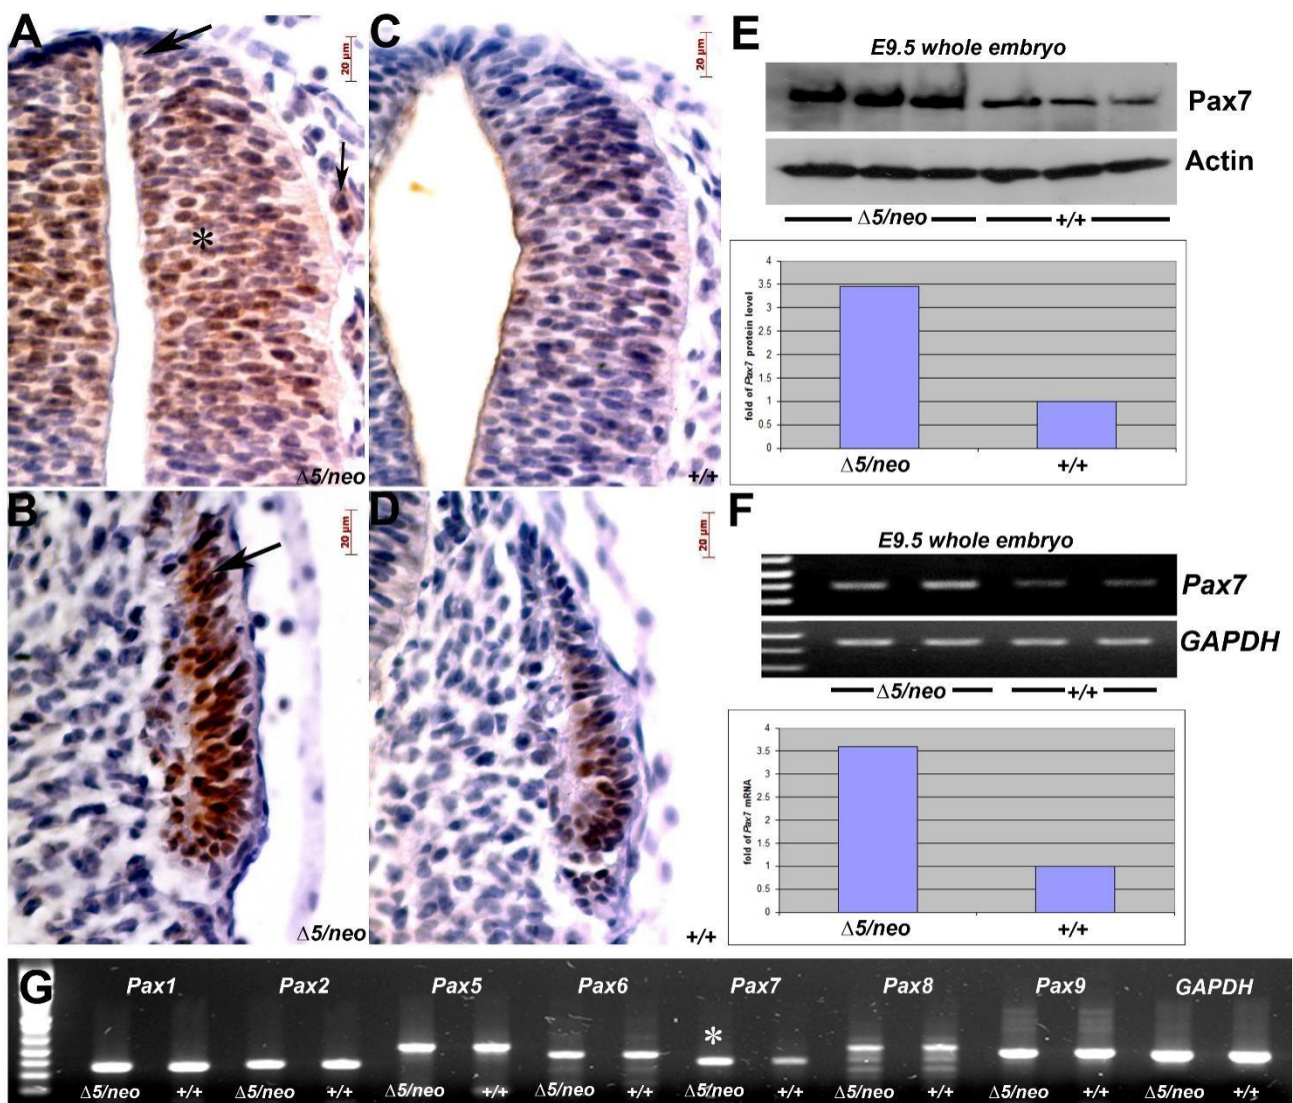 A
20 µm
*
Δ5/neo
C
20 µm
+/+
B
20 µm
Δ5/neo
D
20 µm
+/+
E
E9.5 whole embryo
Pax7
Actin
Δ5/neo +/+
fold of Pax7 protein level
4
3.5
3
2.5
2
1.5
1
0.5
0
Δ5/neo +/+
F
E9.5 whole embryo
Pax7
GAPDH
Δ5/neo +/+
fold of Pax7 mRNA
4
3.5
3
2.5
2
1.5
1
0.5
0
Δ5/neo +/+
G
Pax1 Pax2 Pax5 Pax6 Pax7 Pax8 Pax9 GAPDH
*
Δ5/neo +/+ Δ5/neo +/+ Δ5/neo +/+ Δ5/neo +/+ Δ5/neo +/+ Δ5/neo +/+ Δ5/neo +/+ Δ5/neo +/+